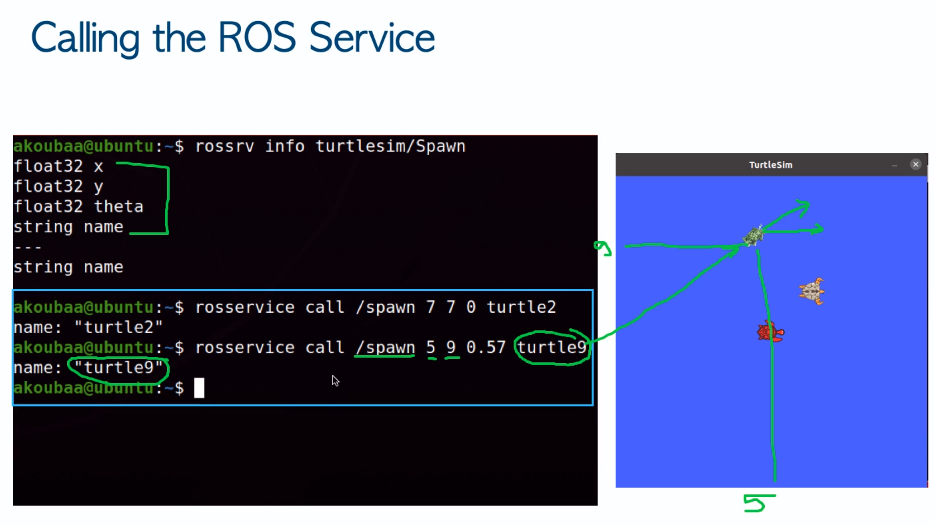 Calling the ROS Service
akoubaa@ubuntu:~$ rossrv info turtlesim/Spawn
float32 x
float32 y
float32 theta
string name
---
string name
akoubaa@ubuntu:~$ rosservice call /spawn 7 7 0 turtle2
name: "turtle2"
akoubaa@ubuntu:~$ rosservice call /spawn 5 9 0.57 turtle9
name: "turtle9"
akoubaa@ubuntu:~$
TurtleSim
9
5